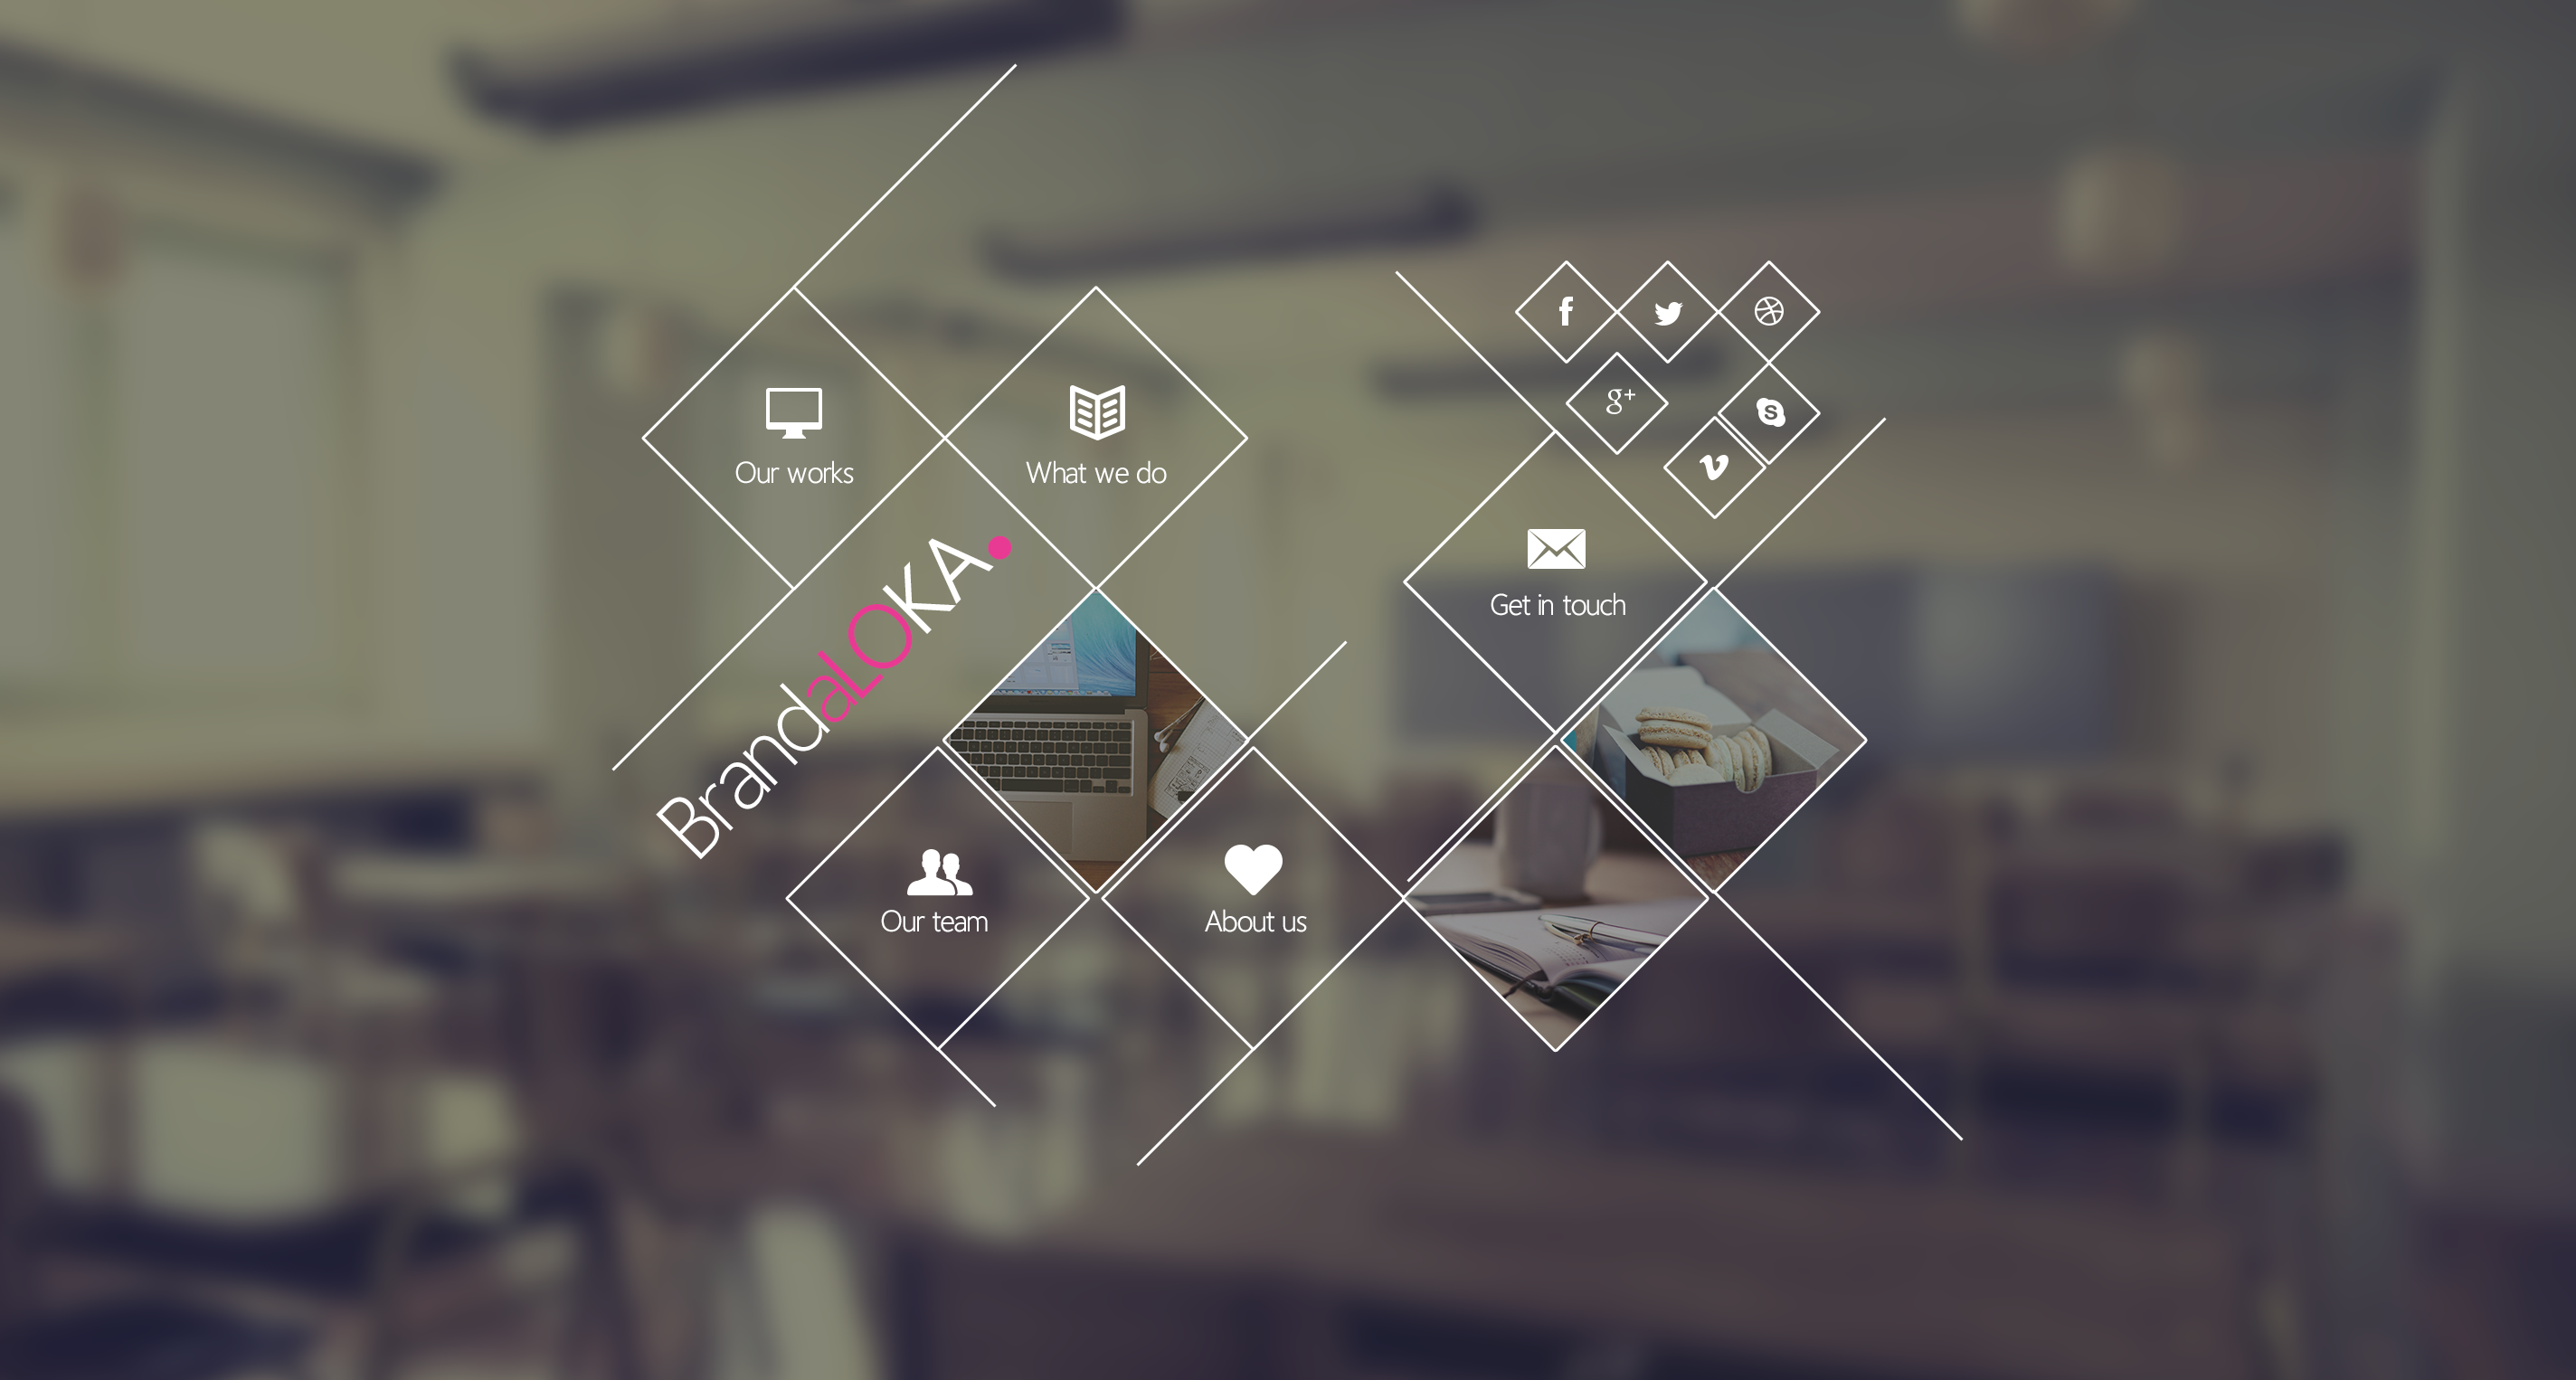 Our works
What we do
BrandaLOKA.
Get in touch
Our team
About us
f
g+
S
v